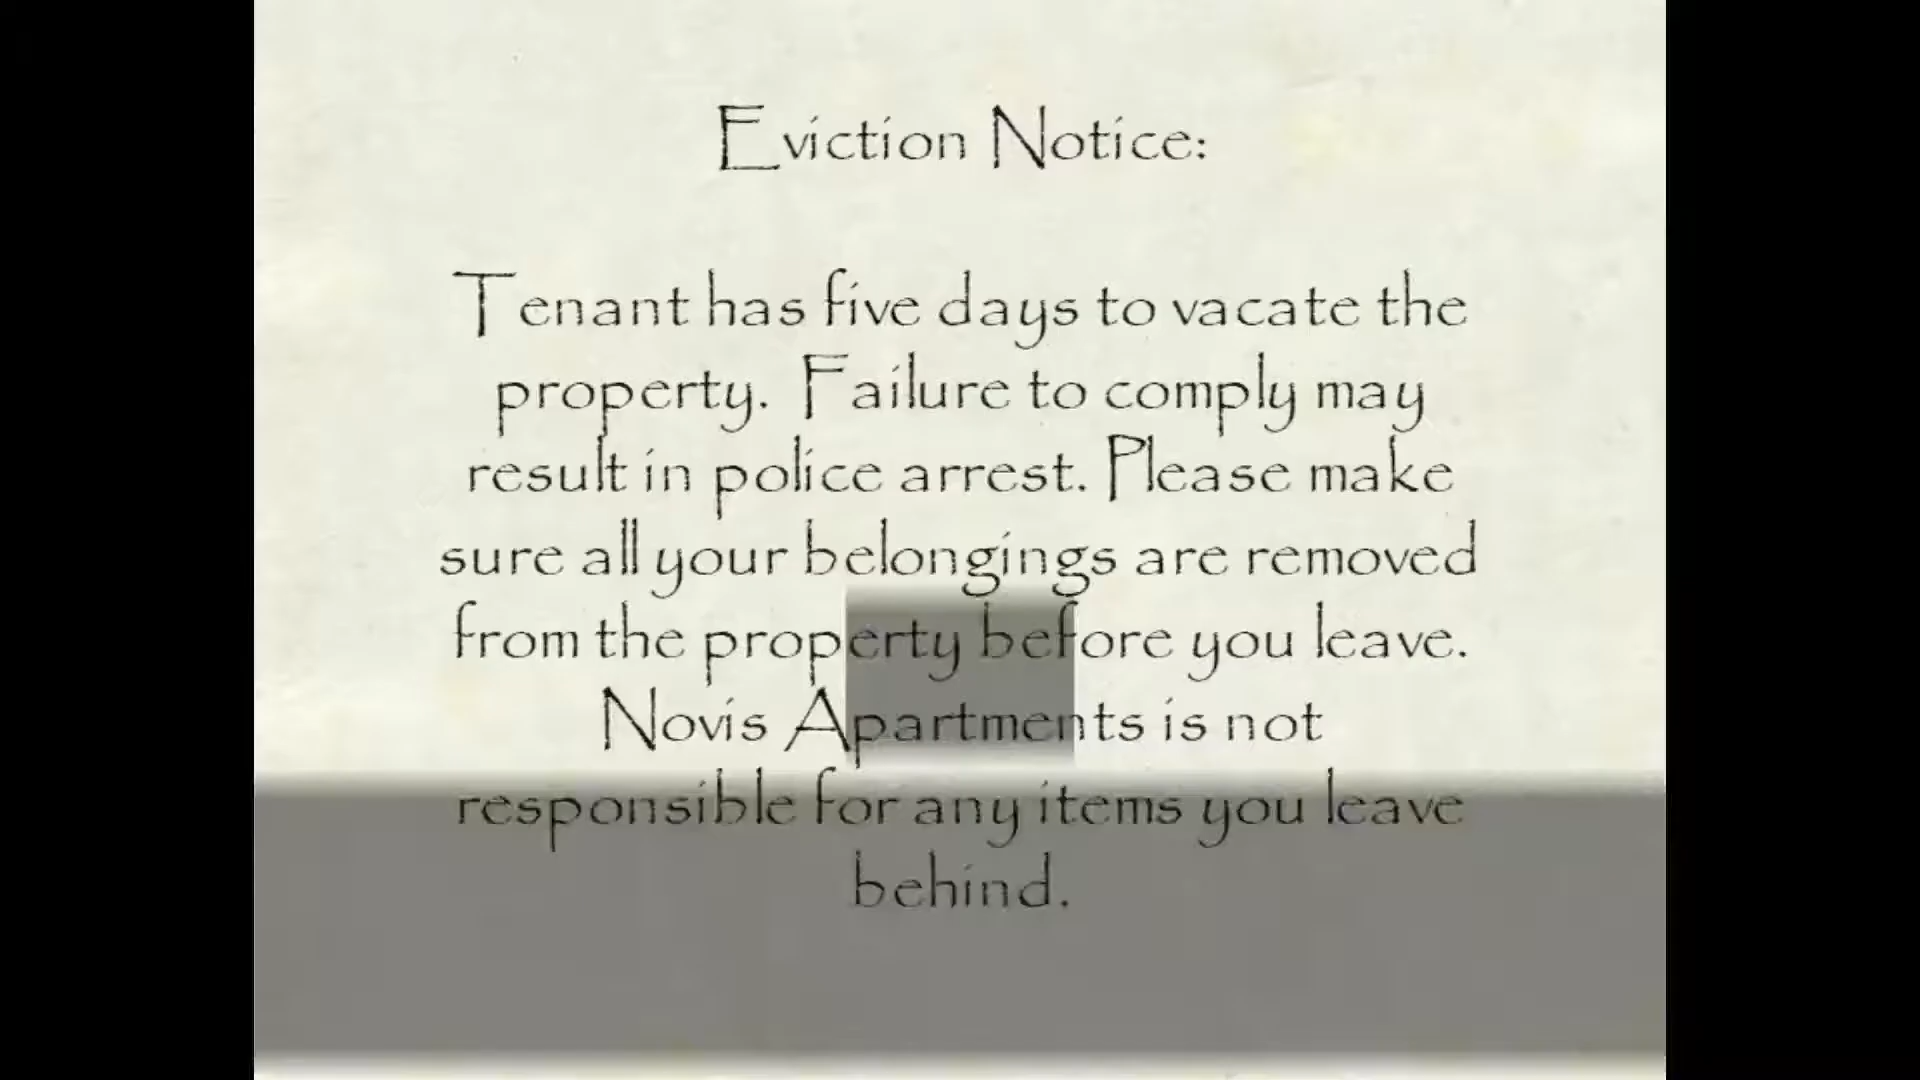 Eviction Notice:
Tenant has five days to vacate the
property. Failure to comply may
result in police arrest. Please make
sure all your belongings are removed
from the property before you leave.
Novis Apartments is not
responsible for any items you leave
behind.